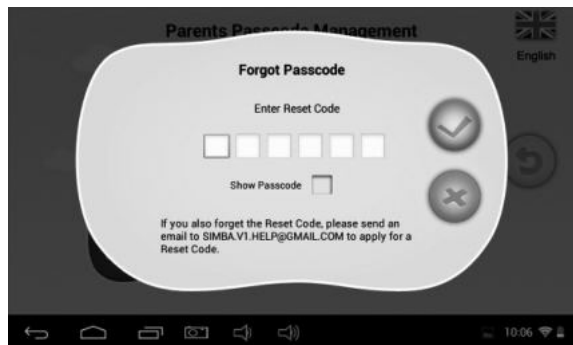 Parents Passcode Management
English
Forgot Passcode
Enter Reset Code
Show Passcode
If you also forget the Reset Code, please send an
email to SIMBA.V1.HELP@GMAIL.COM to apply for a
Reset Code.
10:06